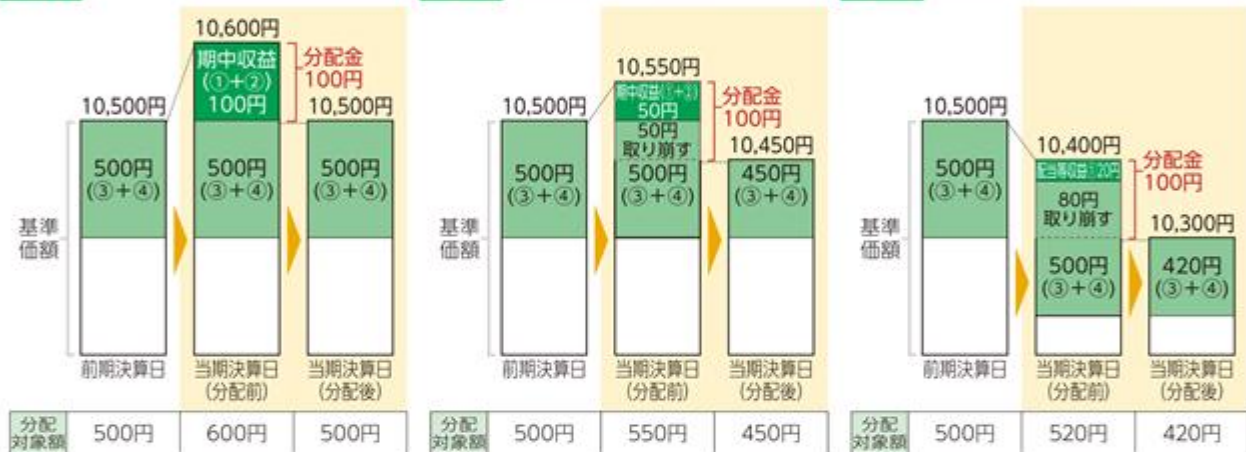 10,600円
期中収益
(①+②)
100円
分配金
100円
10,500円
10,500円
500円
(③+④)
500円
(③+④)
500円
(③+④)
基準
価額
前期決算日
当期決算日
(分配前)
当期決算日
(分配後)
分配
対象額
500円
600円
500円
10,550円
期中収益(①+②)
50円
分配金
100円
10,500円
50円
取り崩す
10,450円
500円
(③+④)
500円
(③+④)
450円
(③+④)
基準
価額
前期決算日
当期決算日
(分配前)
当期決算日
(分配後)
分配
対象額
500円
550円
450円
10,500円
10,400円
配当等収益① 20円
分配金
100円
500円
(③+④)
80円
取り崩す
10,300円
500円
(③+④)
420円
(③+④)
基準
価額
前期決算日
当期決算日
(分配前)
当期決算日
(分配後)
分配
対象額
500円
520円
420円